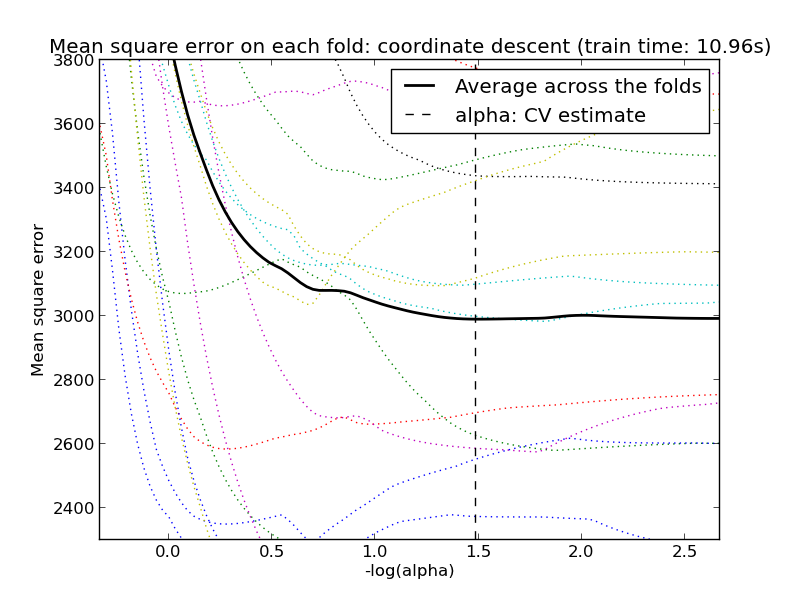 Mean square error on each fold: coordinate descent (train time: 10.96s)
Average across the folds
alpha: CV estimate
Mean square error
3800
3600
3400
3200
3000
2800
2600
2400
0.0 0.5 1.0 1.5 2.0 2.5
-log(alpha)